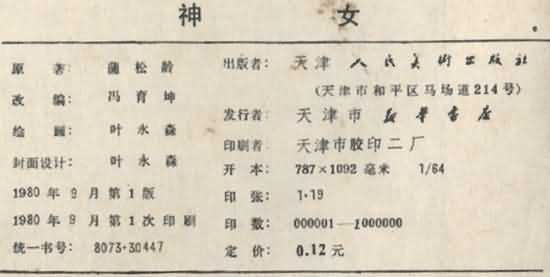 神女
原著：蒲松龄
改编：冯育坤
绘画：叶永森
封面设计：叶永森
1980年9月第1版
1980年9月第1次印刷
统一书号：8073·30447
出版者：天津人民美术出版社
（天津市和平区马场道214号）
发行者：天津市新华书店
印刷者：天津市胶印二厂
开本：787×1092毫米 1/64
印张：1·19
印数：000001—1000000
定价：0.12元